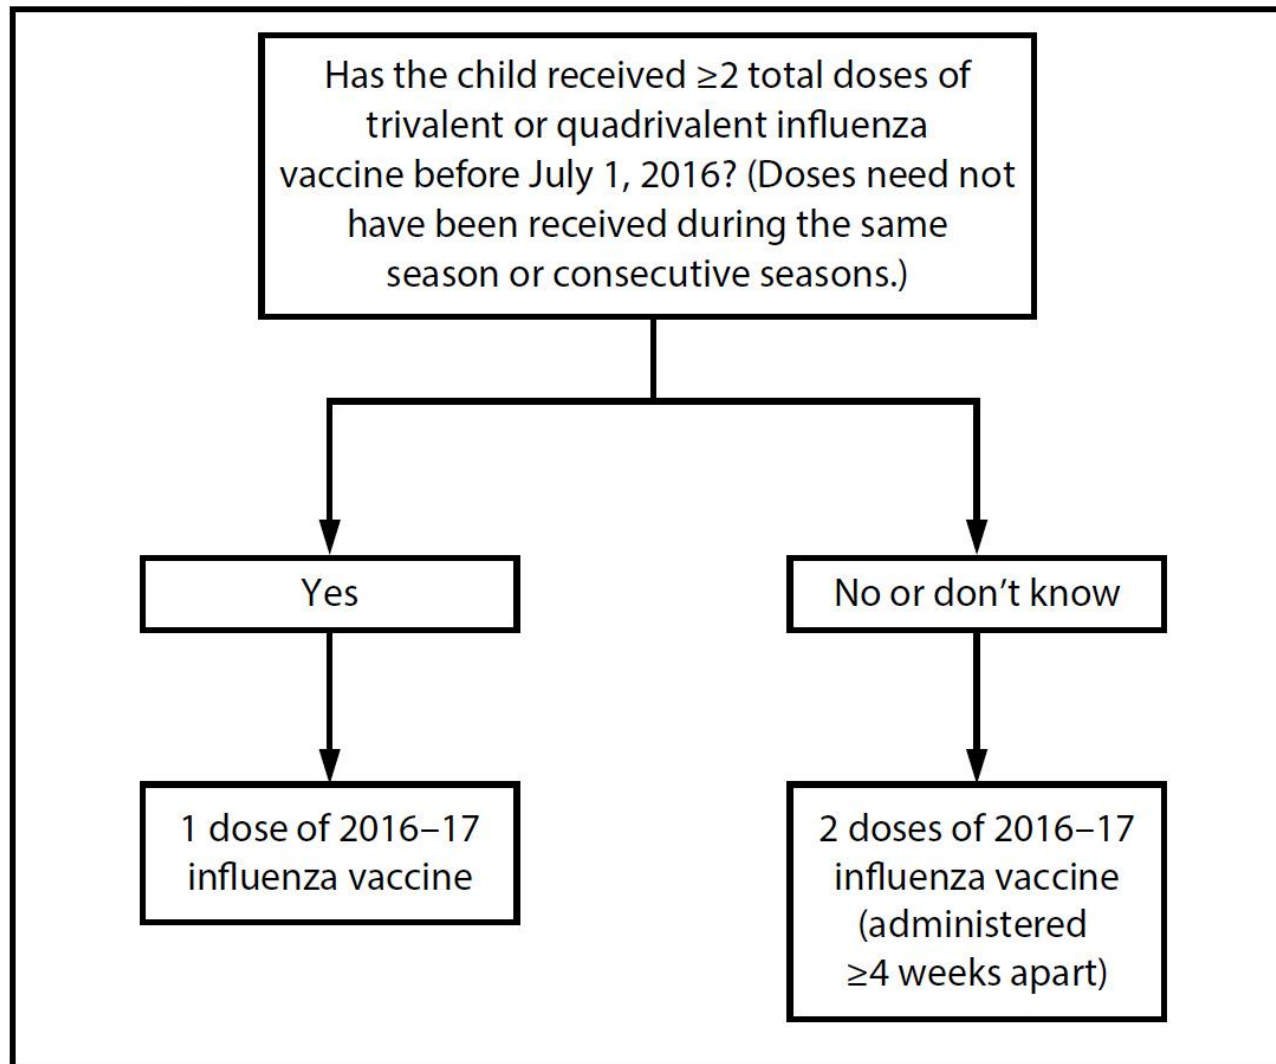 Has the child received ≥2 total doses of
trivalent or quadrivalent influenza
vaccine before July 1, 2016? (Doses need not
have been received during the same
season or consecutive seasons.)
Yes
No or don’t know
1 dose of 2016–17
influenza vaccine
2 doses of 2016–17
influenza vaccine
(administered
≥4 weeks apart)